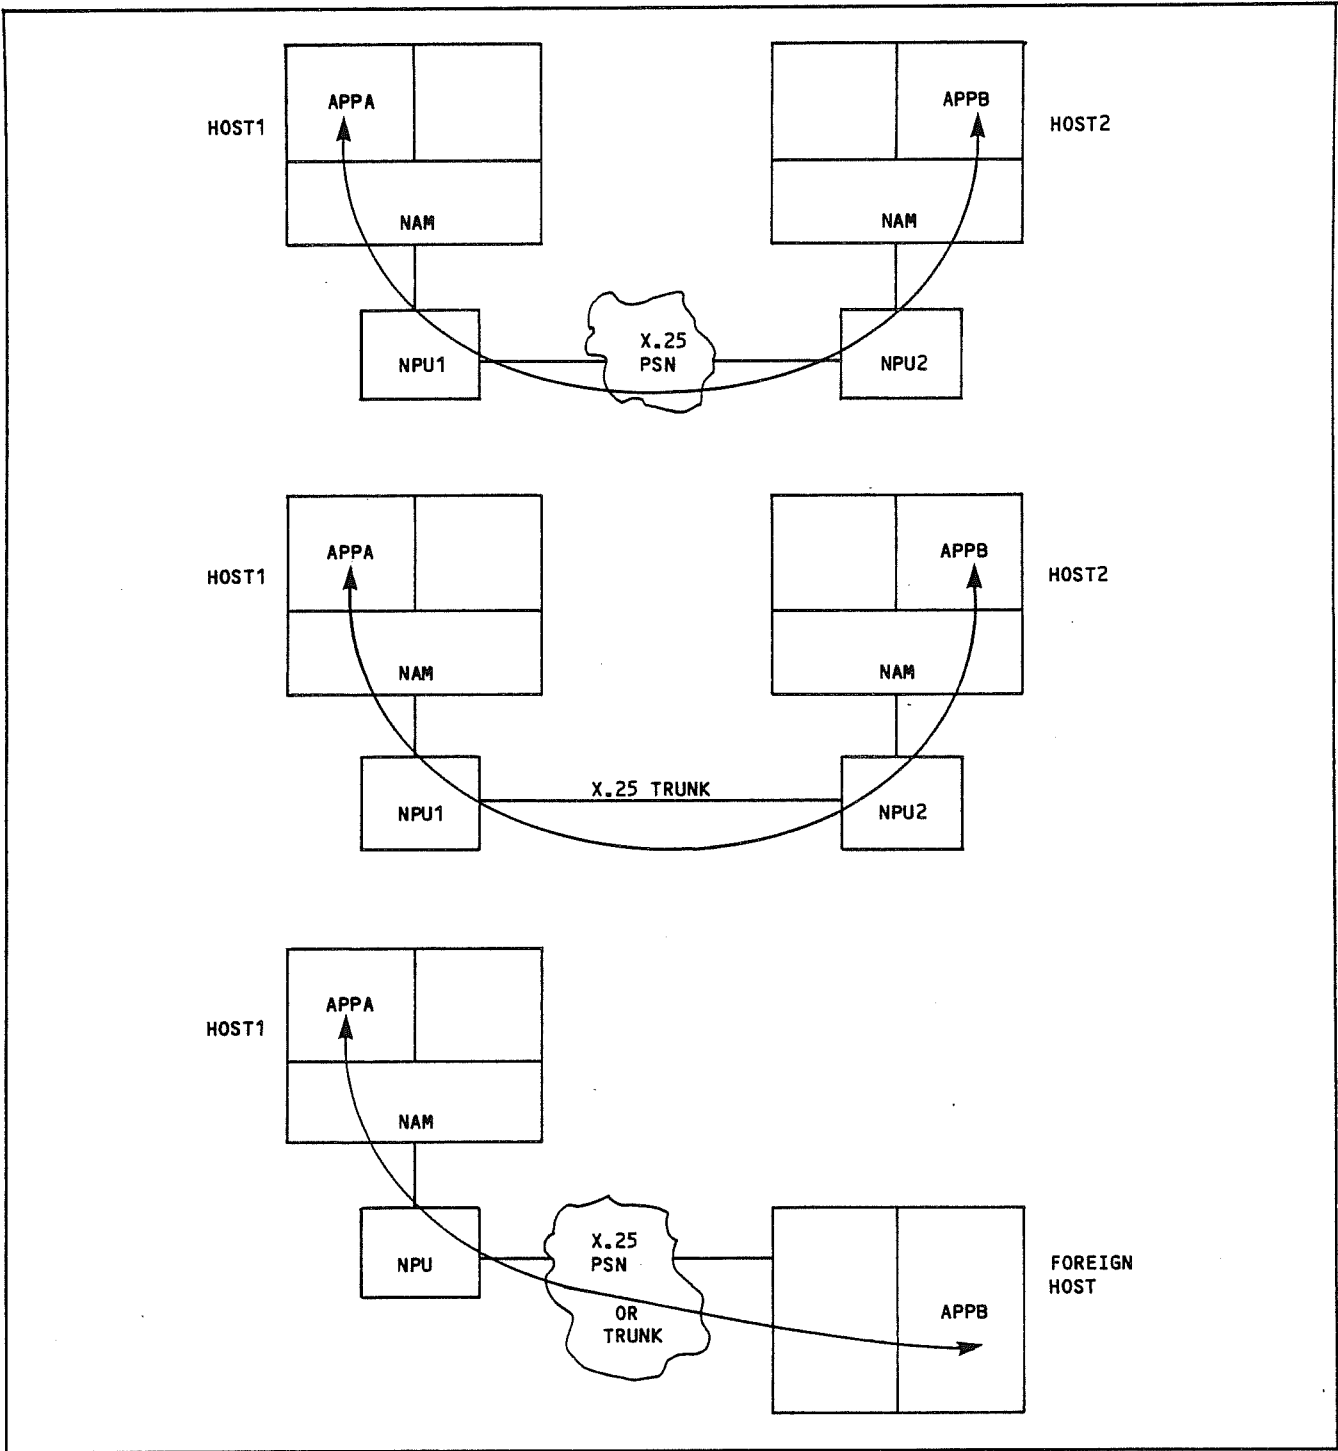 APPA
APPB
HOST1
HOST2
NAM
NAM
X.25
PSN
NPU1
NPU2
APPA
APPB
HOST1
HOST2
NAM
NAM
X.25 TRUNK
NPU1
NPU2
APPA
HOST1
NAM
X.25
PSN
NPU
OR
TRUNK
FOREIGN
HOST
APPB